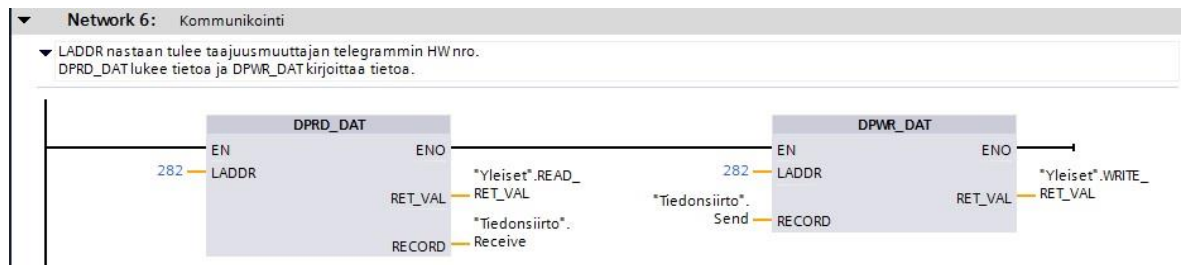 Network 6: Kommunikointi
LADDR nastaan tulee taajuusmuuttajan telegrammin HW nro.
DPRD_DAT lukee tietoa ja DPWR_DAT kirjoittaa tietoa.
DPRD_DAT
EN
ENO
282
LADDR
RET_VAL
"Yleiset".READ_
RET_VAL
RECORD
"Tiedonsiirto".
Receive
DPWR_DAT
EN
ENO
282
LADDR
"Tiedonsiirto".
Send
RECORD
RET_VAL
"Yleiset".WRITE_
RET_VAL